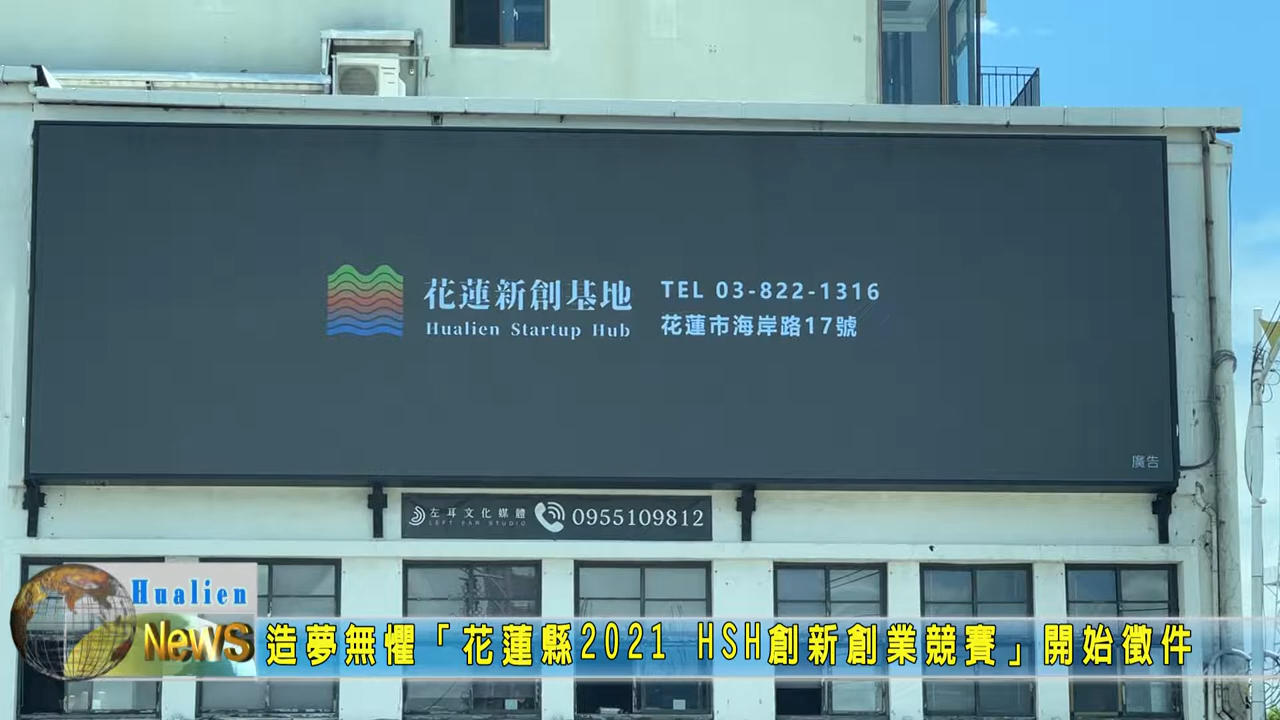 花蓮新創基地
Hualien Startup Hub
TEL 03-822-1316
花蓮市海岸路17號
廣告
左耳文化媒體
LEFT EAR STUDIO
0955109812
Hualien
News
造夢無懼「花蓮縣2021 HSH創新創業競賽」開始徵件